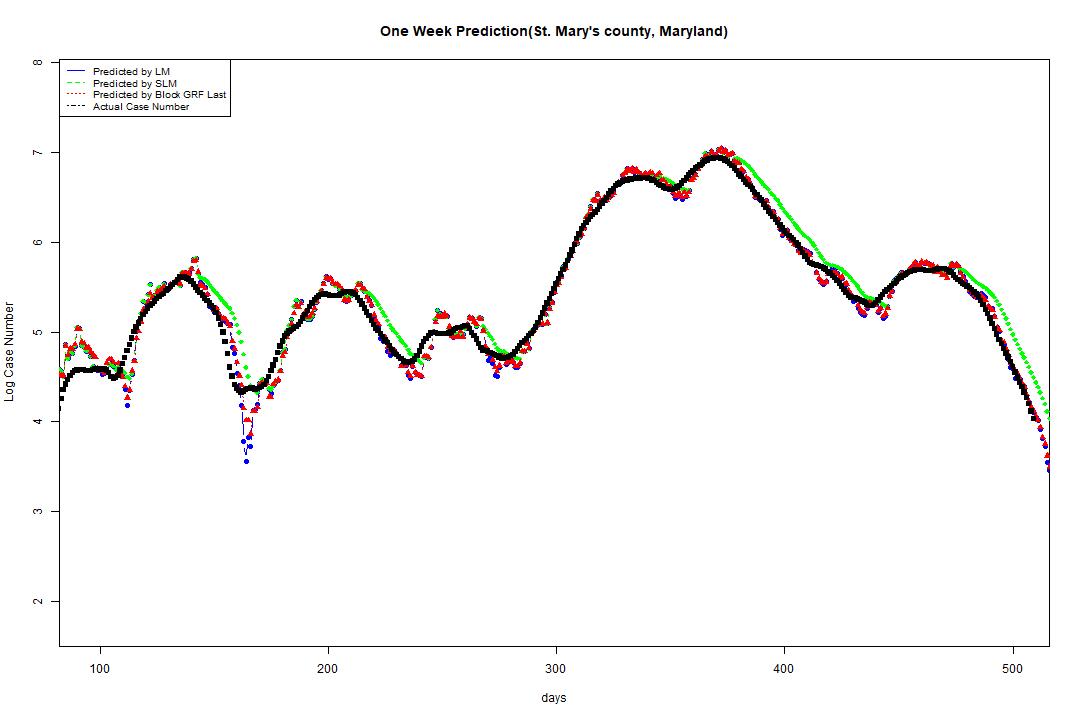 One Week Prediction(St. Mary's county, Maryland)
Predicted by LM
Predicted by SLM
Predicted by Block GRF Last
Actual Case Number
8
7
6
5
4
3
2
Log Case Number
100 200 300 400 500
days